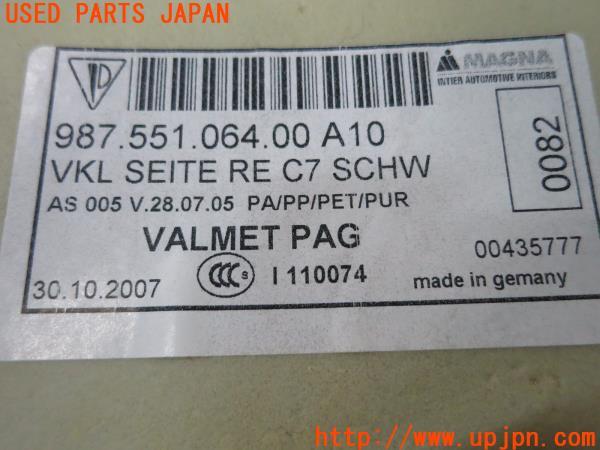 USED PARTS JAPAN
PD
MAGNA
INTIER AUTOMOTIVE INTERIORS
987.551.064.00 A10
VKL SEITE RE C7 SCHW
AS 005 V.28.07.05 PA/PP/PET/PUR
0082
VALMET PAG
00435777
30.10.2007
CCC S
I 110074
made in germany
UPJ
http://www.upjpn.com/